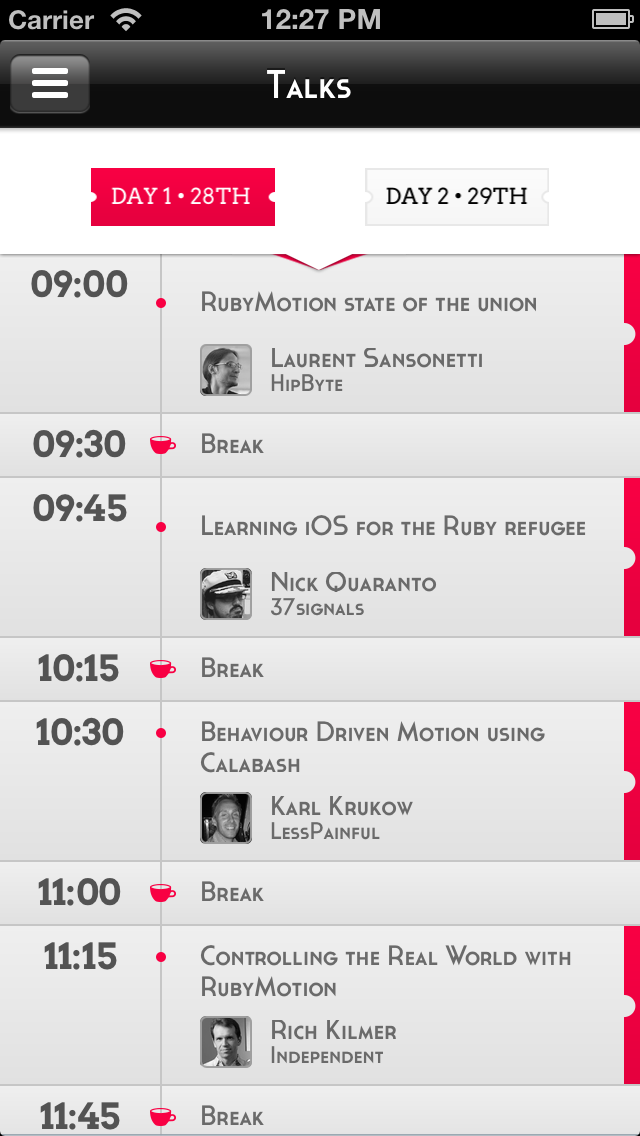 Carrier 12:27 PM
Talks
DAY 1 • 28TH DAY 2 • 29TH
09:00
RubyMotion state of the union
Laurent Sansonetti
HipByte
09:30 Break
09:45
Learning iOS for the Ruby refugee
Nick Quaranto
37signals
10:15 Break
10:30 Behaviour Driven Motion using
Calabash
Karl Krukow
LessPainful
11:00 Break
11:15 Controlling the Real World with
RubyMotion
Rich Kilmer
Independent
11:45 Break